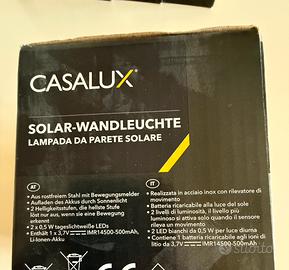 CASALUX
SOLAR-WANDLEUCHTE
LAMPADA DA PARETE SOLARE
AT
• Aus rostfreiem Stahl mit Bewegungsmelder
• Aufladen des Akkus durch Sonnenlicht
• 2 Helligkeitsstufen, die hellste Stufe
löst nur aus, wenn sie eine Bewegung
erkennt
• 2 x 0,5 W tageslichtweiße LEDs
• Enthält 1 x 3,7V IMR14500-500mAh,
Li-Ionen-Akku
IT
• Realizzata in acciaio inox con rilevatore di
movimento
• Batteria ricaricabile alla luce del sole
• 2 livelli di luminosità, il livello più
luminoso si attiva solo quando il sensore
rileva un movimento
• 2 LED bianchi da 0,5 W per luce diurna
• Contiene 1 batteria ricaricabile agli ioni di
litio da 3,7 V IMR14500-500mAh
subito